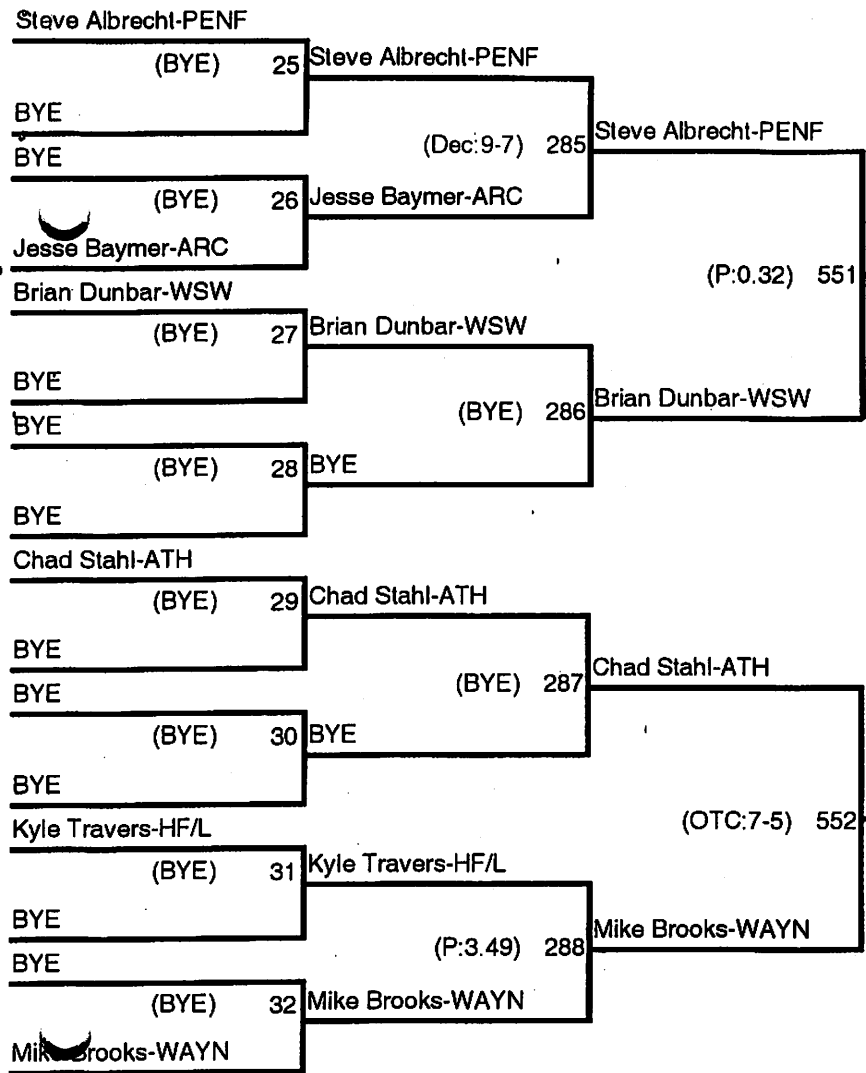 Steve Albrecht-PENF
(BYE) 25 Steve Albrecht-PENF
BYE
(Dec:9-7) 285 Steve Albrecht-PENF
BYE
(BYE) 26 Jesse Baymer-ARC
Jesse Baymer-ARC
(P:0.32) 551
Brian Dunbar-WSW
(BYE) 27 Brian Dunbar-WSW
BYE
(BYE) 286 Brian Dunbar-WSW
BYE
(BYE) 28 BYE
BYE
Chad Stahl-ATH
(BYE) 29 Chad Stahl-ATH
BYE
(BYE) 287 Chad Stahl-ATH
BYE
(BYE) 30 BYE
BYE
(OTC:7-5) 552
Kyle Travers-HF/L
(BYE) 31 Kyle Travers-HF/L
BYE
(P:3.49) 288 Mike Brooks-WAYN
BYE
(BYE) 32 Mike Brooks-WAYN
Mike Brooks-WAYN